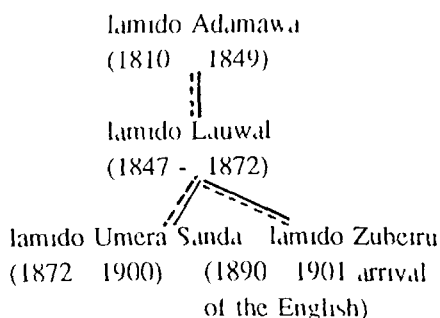 lamido Adamawa
(1810 1849)
lamido Lauwal
(1847 - 1872)
lamido Umera Sanda lamido Zubeiru
(1872 1900) (1890 1901 arrival
of the English)